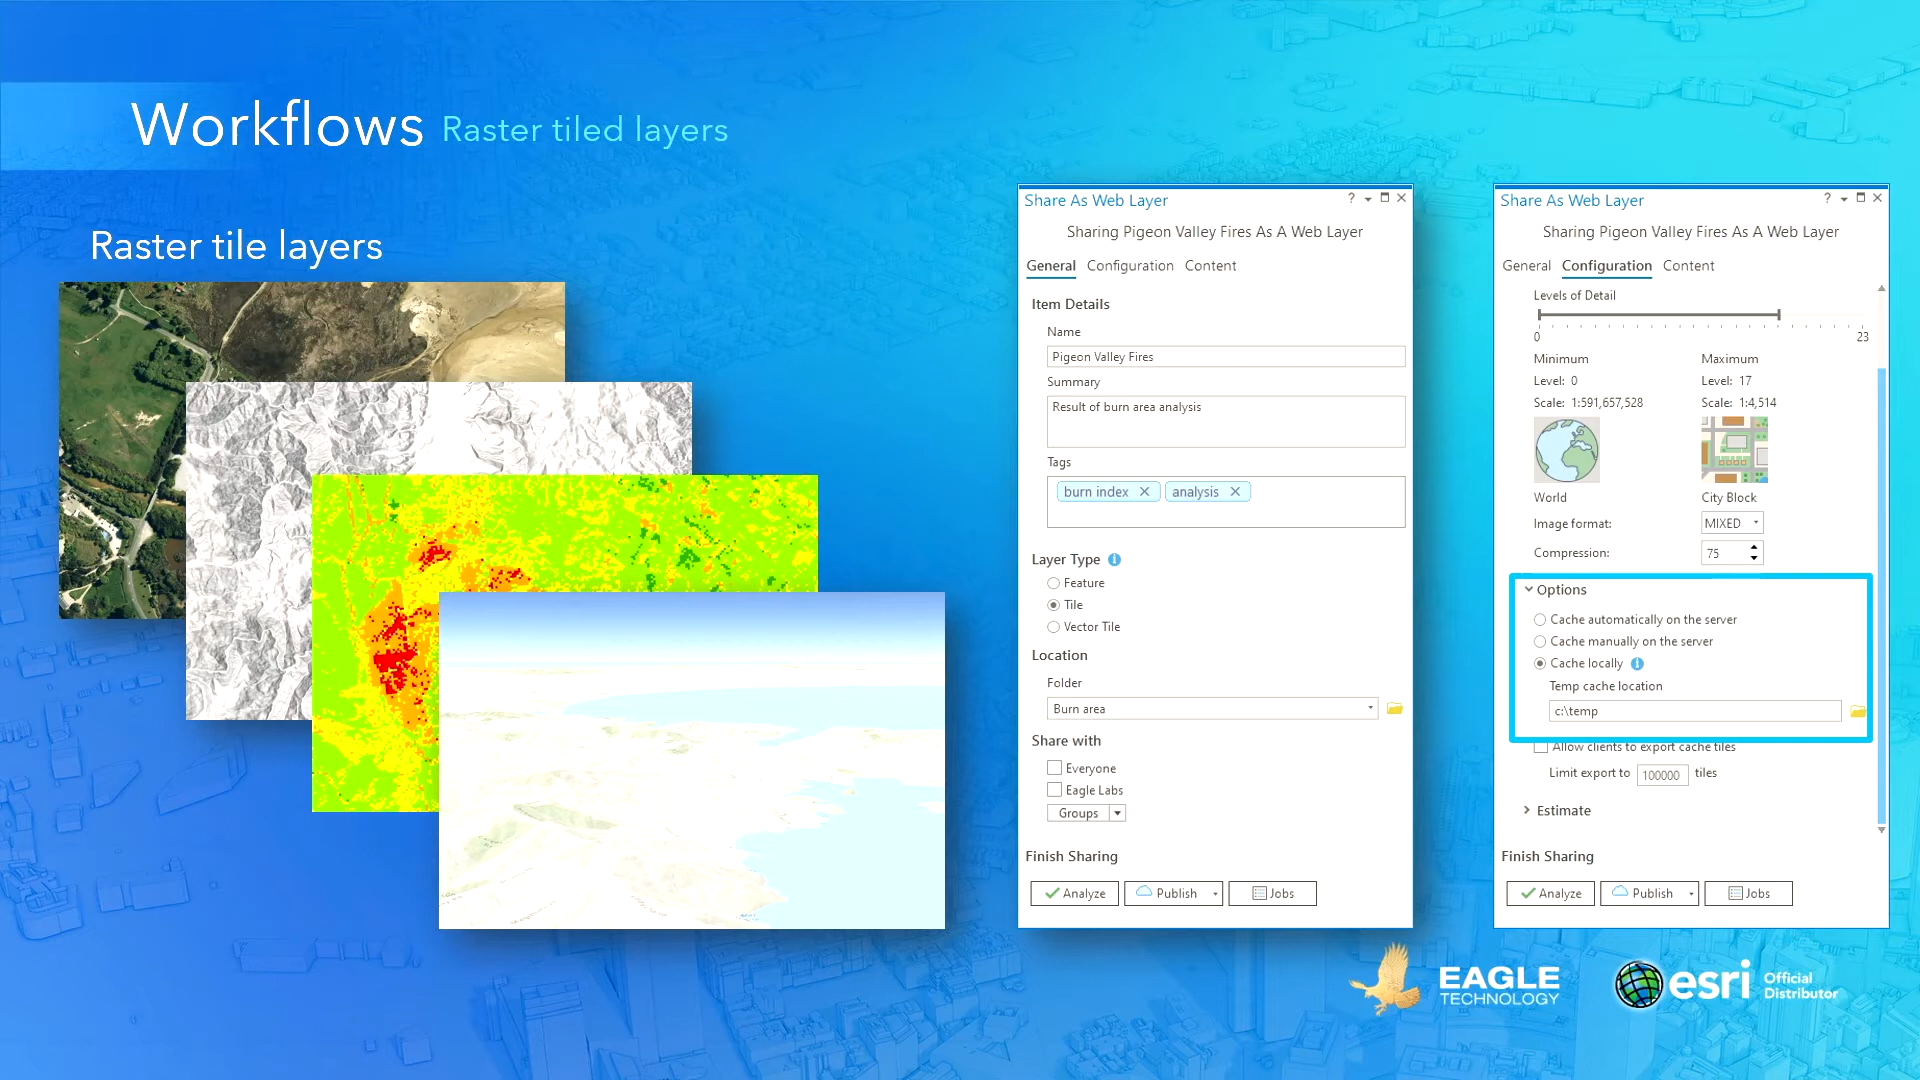 Workflows Raster tiled layers
Raster tile layers
Share As Web Layer
?
Sharing Pigeon Valley Fires As A Web Layer
General Configuration Content
Item Details
Name
Pigeon Valley Fires
Summary
Result of burn area analysis
Tags
burn index
analysis
Layer Type
Feature
Tile
Vector Tile
Location
Folder
Burn area
Share with
Everyone
Eagle Labs
Groups
Finish Sharing
Analyze Publish Jobs
Share As Web Layer
?
Sharing Pigeon Valley Fires As A Web Layer
General Configuration Content
Levels of Detail
0 23
Minimum Maximum
Level: 0 Level: 17
Scale: 1:591,657,528 Scale: 1:4,514
World City Block
Image format: MIXED
Compression: 75
Options
Cache automatically on the server
Cache manually on the server
Cache locally
Temp cache location
c:\temp
Allow clients to export cache tiles
Limit export to 100000 tiles
Estimate
Finish Sharing
Analyze Publish Jobs
EAGLE
TECHNOLOGY
esri Official
Distributor